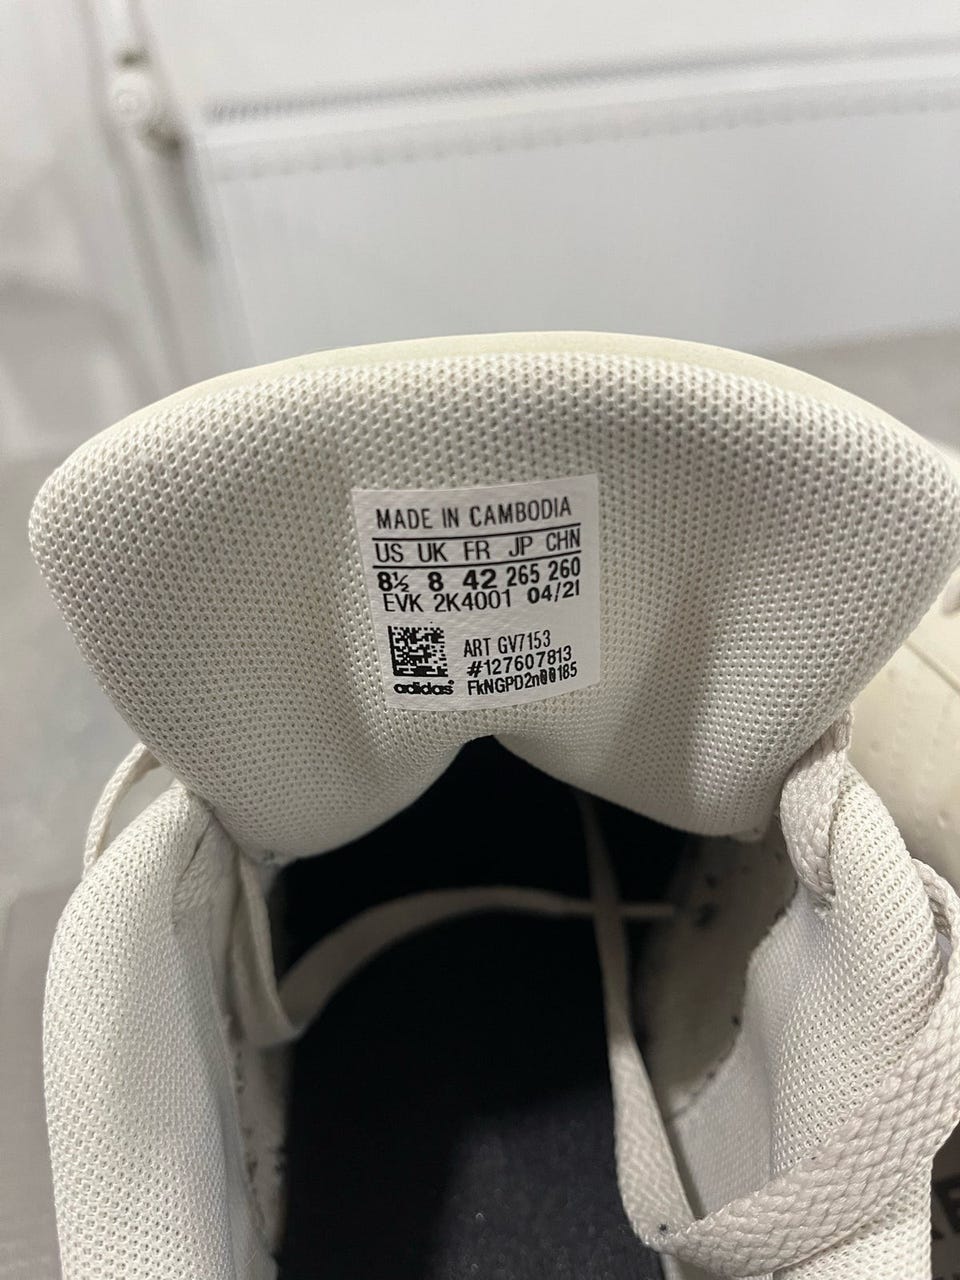 MADE IN CAMBODIA
US UK FR JP CHN
8½ 8 42 265 260
EVK 2K4001 04/21
ART GV7153
#127607813
adidas FkNGPD2n00185